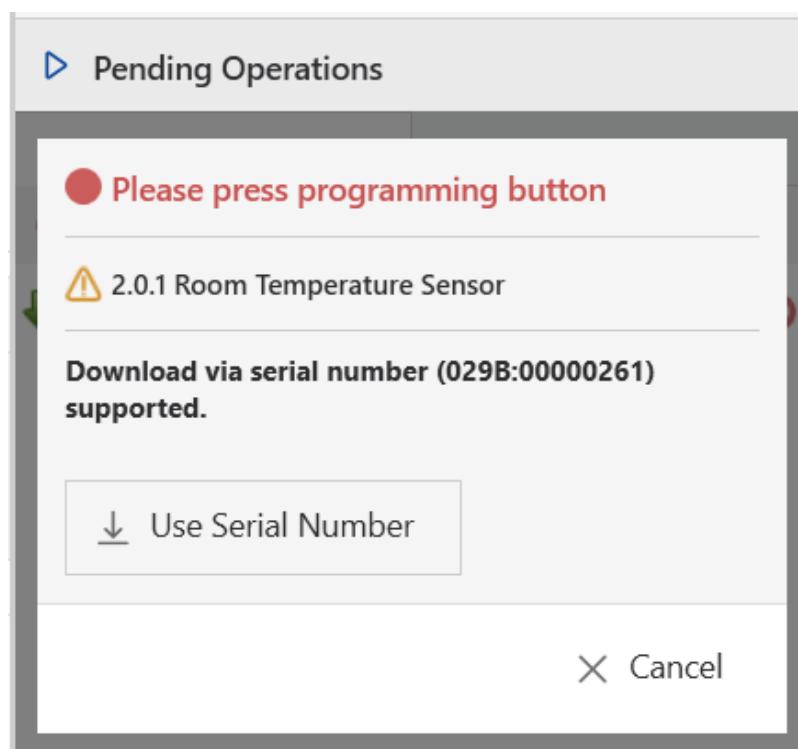 Pending Operations
Please press programming button
2.0.1 Room Temperature Sensor
Download via serial number (029B:00000261)
supported.
Use Serial Number
Cancel